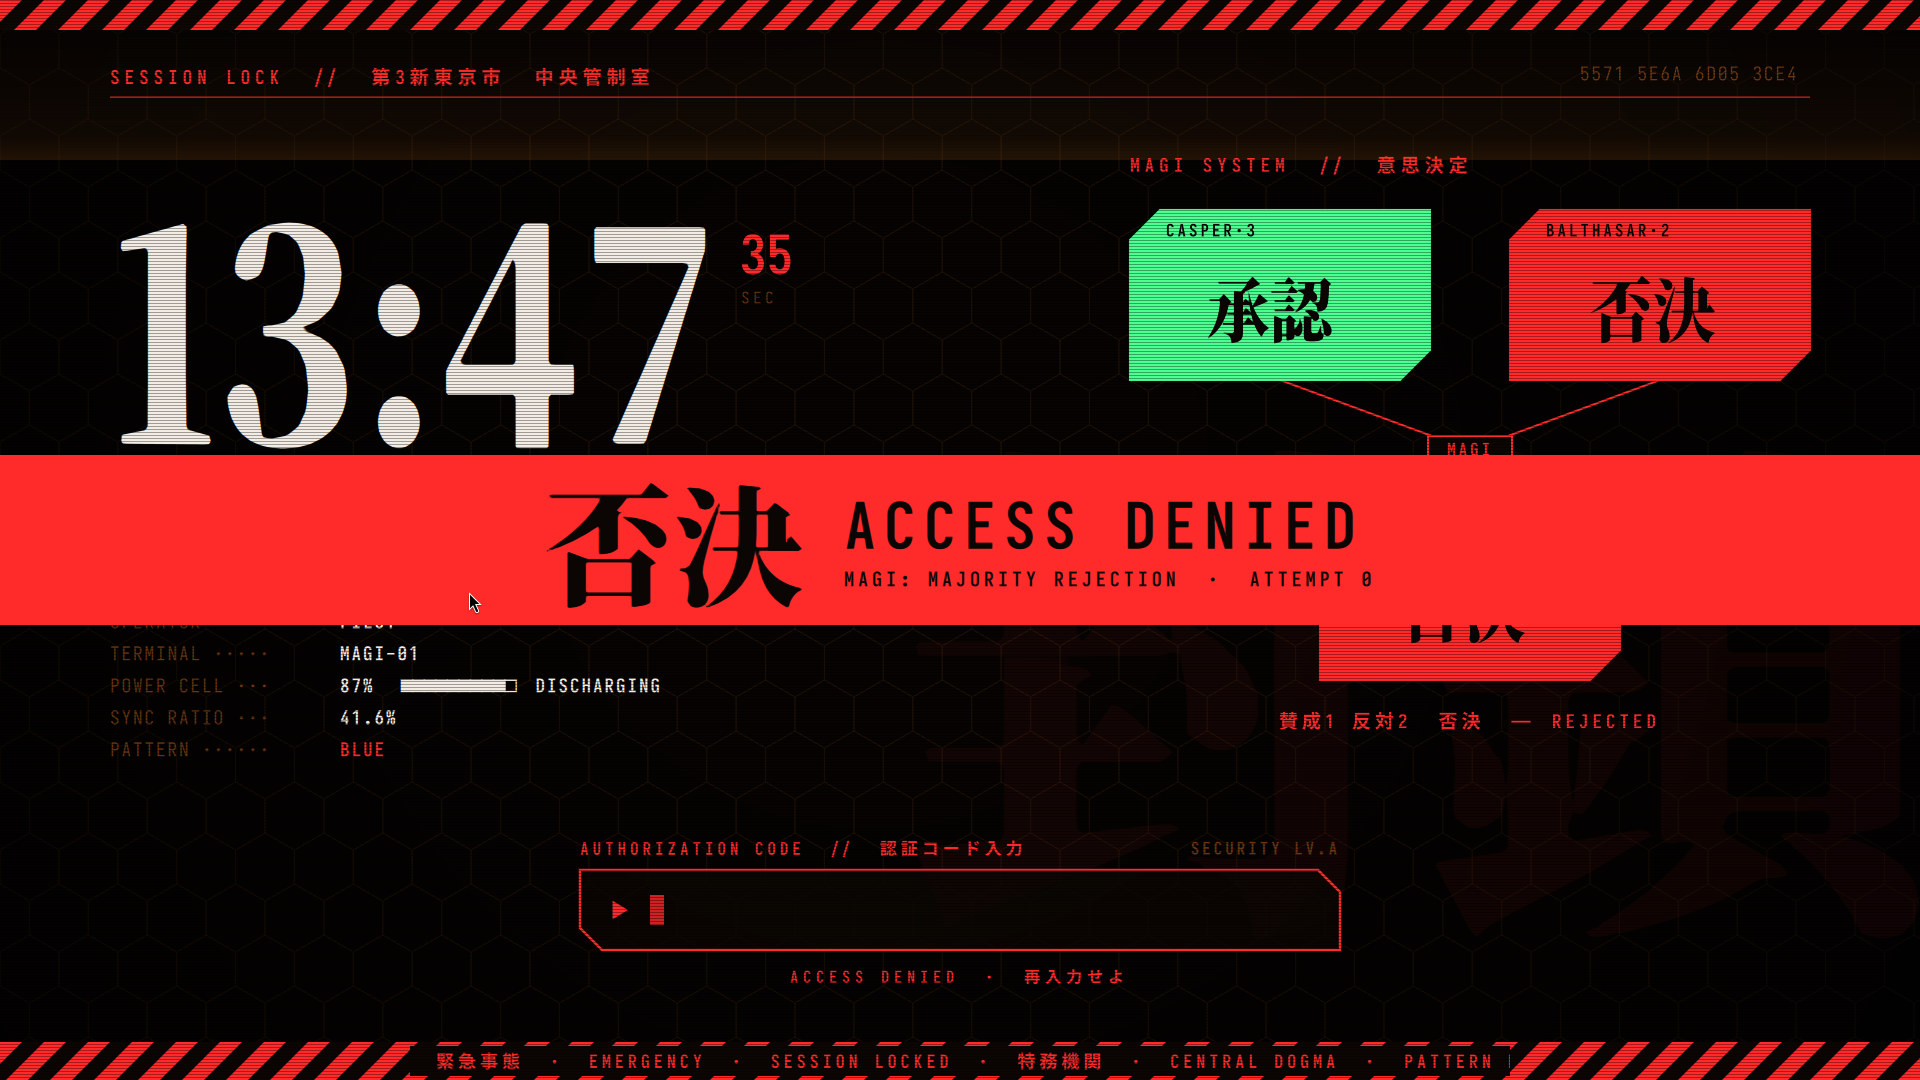 SESSION LOCK // 第3新東京市 中央管制室
5571 5E6A 6D05 3CE4
MAGI SYSTEM // 意思決定
13:47
35
SEC
CASPER·3
承認
BALTHASAR·2
否決
MAGI
否決
ACCESS DENIED
MAGI: MAJORITY REJECTION · ATTEMPT 0
TERMINAL ····· MAGI-01
POWER CELL ··· 87% DISCHARGING
SYNC RATIO ··· 41.6%
PATTERN ······ BLUE
否決
賛成1 反対2 否決 — REJECTED
AUTHORIZATION CODE // 認証コード入力
SECURITY LV.A
ACCESS DENIED · 再入力せよ
緊急事態 · EMERGENCY · SESSION LOCKED · 特務機関 · CENTRAL DOGMA · PATTERN